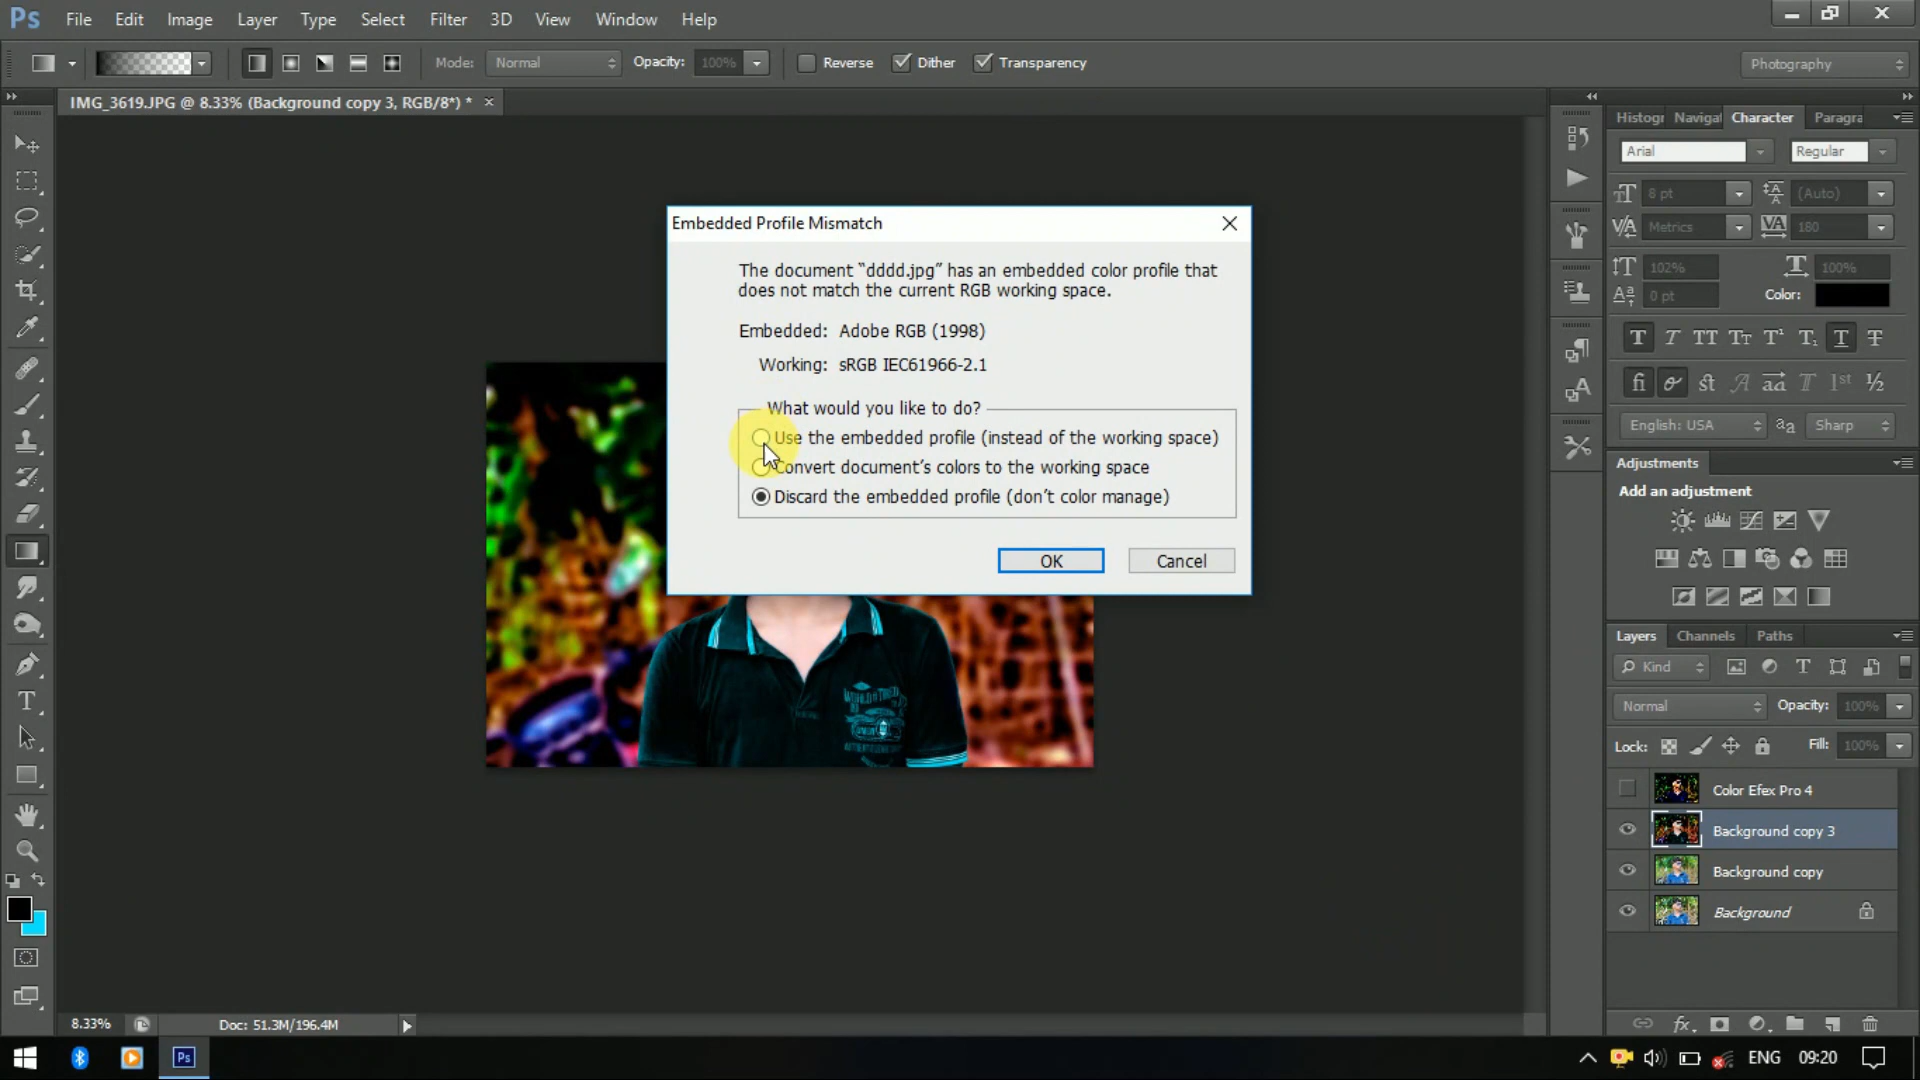 Ps File Edit Image Layer Type Select Filter 3D View Window Help
Mode: Normal Opacity: 100% Reverse Dither Transparency Photography
IMG_3619.JPG @ 8.33% (Background copy 3, RGB/8*) * ×
Histogr Navigat Character Paragra
Arial Regular
8 pt (Auto)
Metrics 180
102% 100%
0 pt Color:
English: USA Sharp
Adjustments
Add an adjustment
Layers Channels Paths
Kind
Normal Opacity: 100%
Lock: Fill: 100%
Color Efex Pro 4
Background copy 3
Background copy
Background
Embedded Profile Mismatch
The document “dddd.jpg” has an embedded color profile that
does not match the current RGB working space.
Embedded: Adobe RGB (1998)
Working: sRGB IEC61966-2.1
What would you like to do?
Use the embedded profile (instead of the working space)
Convert document's colors to the working space
Discard the embedded profile (don't color manage)
OK Cancel
8.33% Doc: 51.3M/196.4M
Ps ENG 09:20